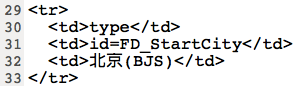 29 <tr>
30 <td>type</td>
31 <td>id=FD_StartCity</td>
32 <td>北京(BJS)</td>
33 </tr>